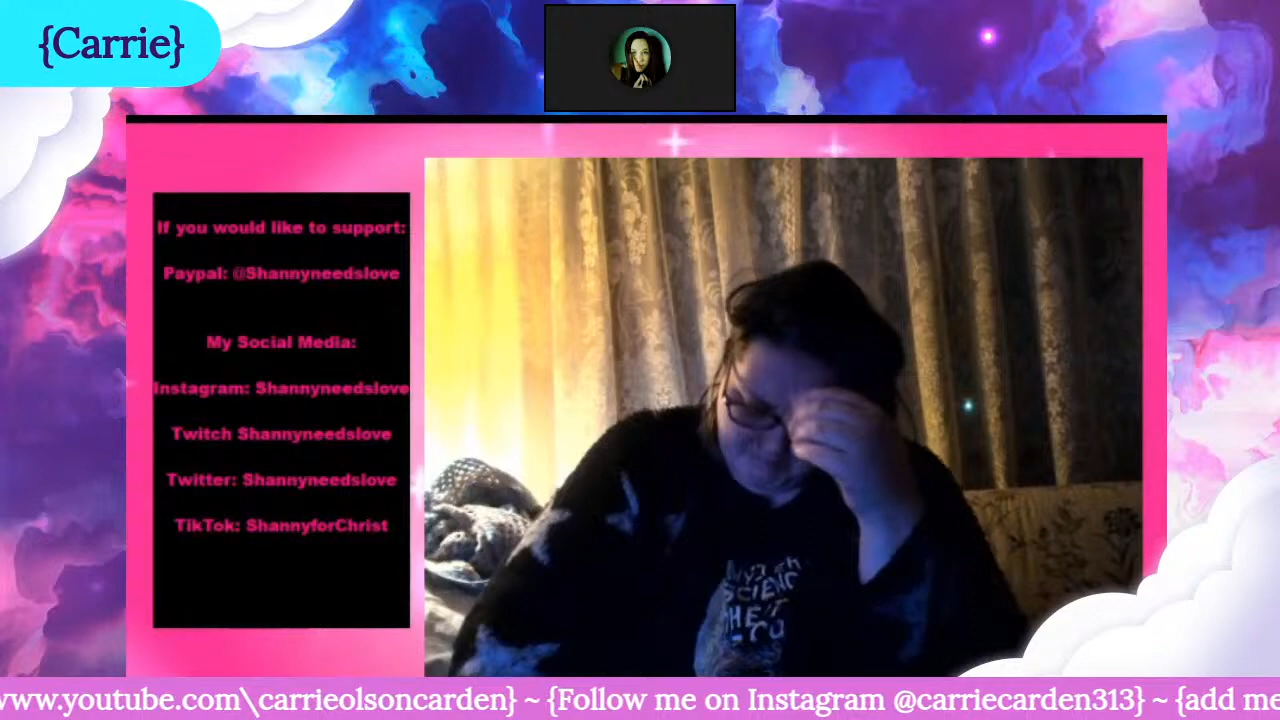 {Carrie}
If you would like to support:
Paypal: @Shannyneedslove
My Social Media:
Instagram: Shannyneedslove
Twitch Shannyneedslove
Twitter: Shannyneedslove
TikTok: ShannyforChrist
SCIENC
www.youtube.com\carrieolsoncarden} ~ {Follow me on Instagram @carriecarden313} ~ {add me